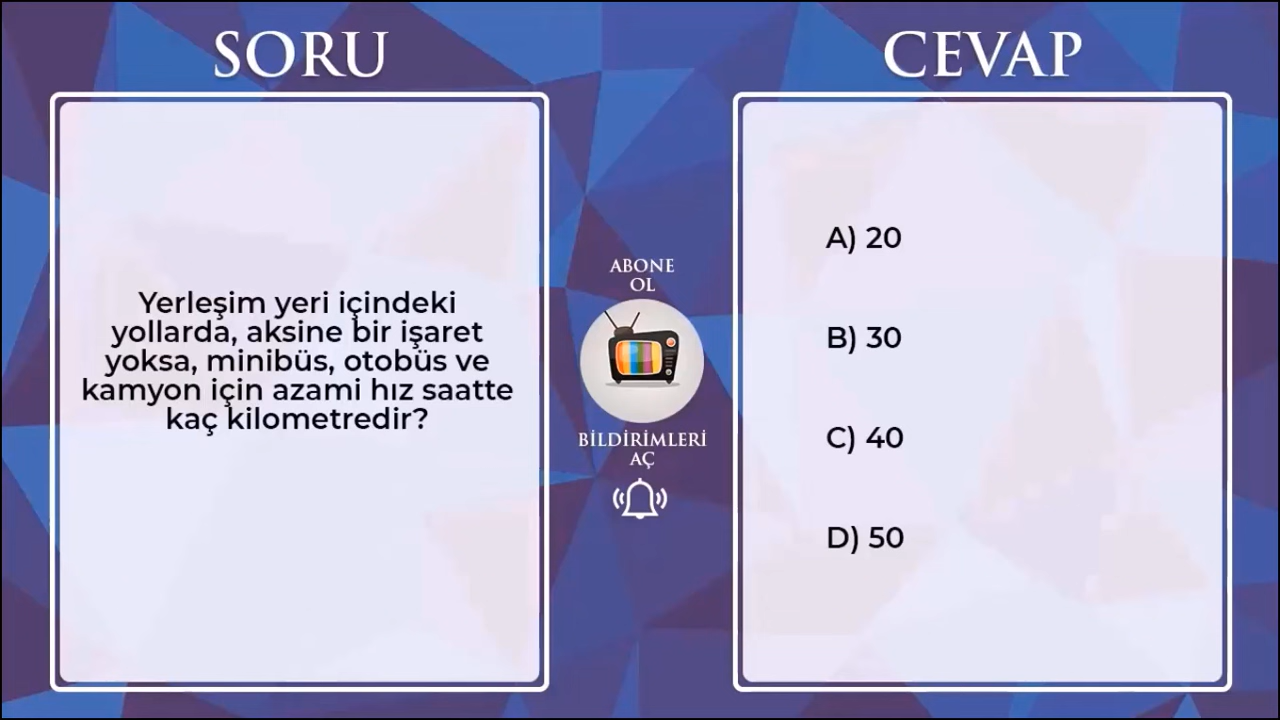 SORU
Yerleşim yeri içindeki
yollarda, aksine bir işaret
yoksa, minibüs, otobüs ve
kamyon için azami hız saatte
kaç kilometredir?
ABONE
OL
BİLDİRİMLERİ
AÇ
CEVAP
A) 20
B) 30
C) 40
D) 50